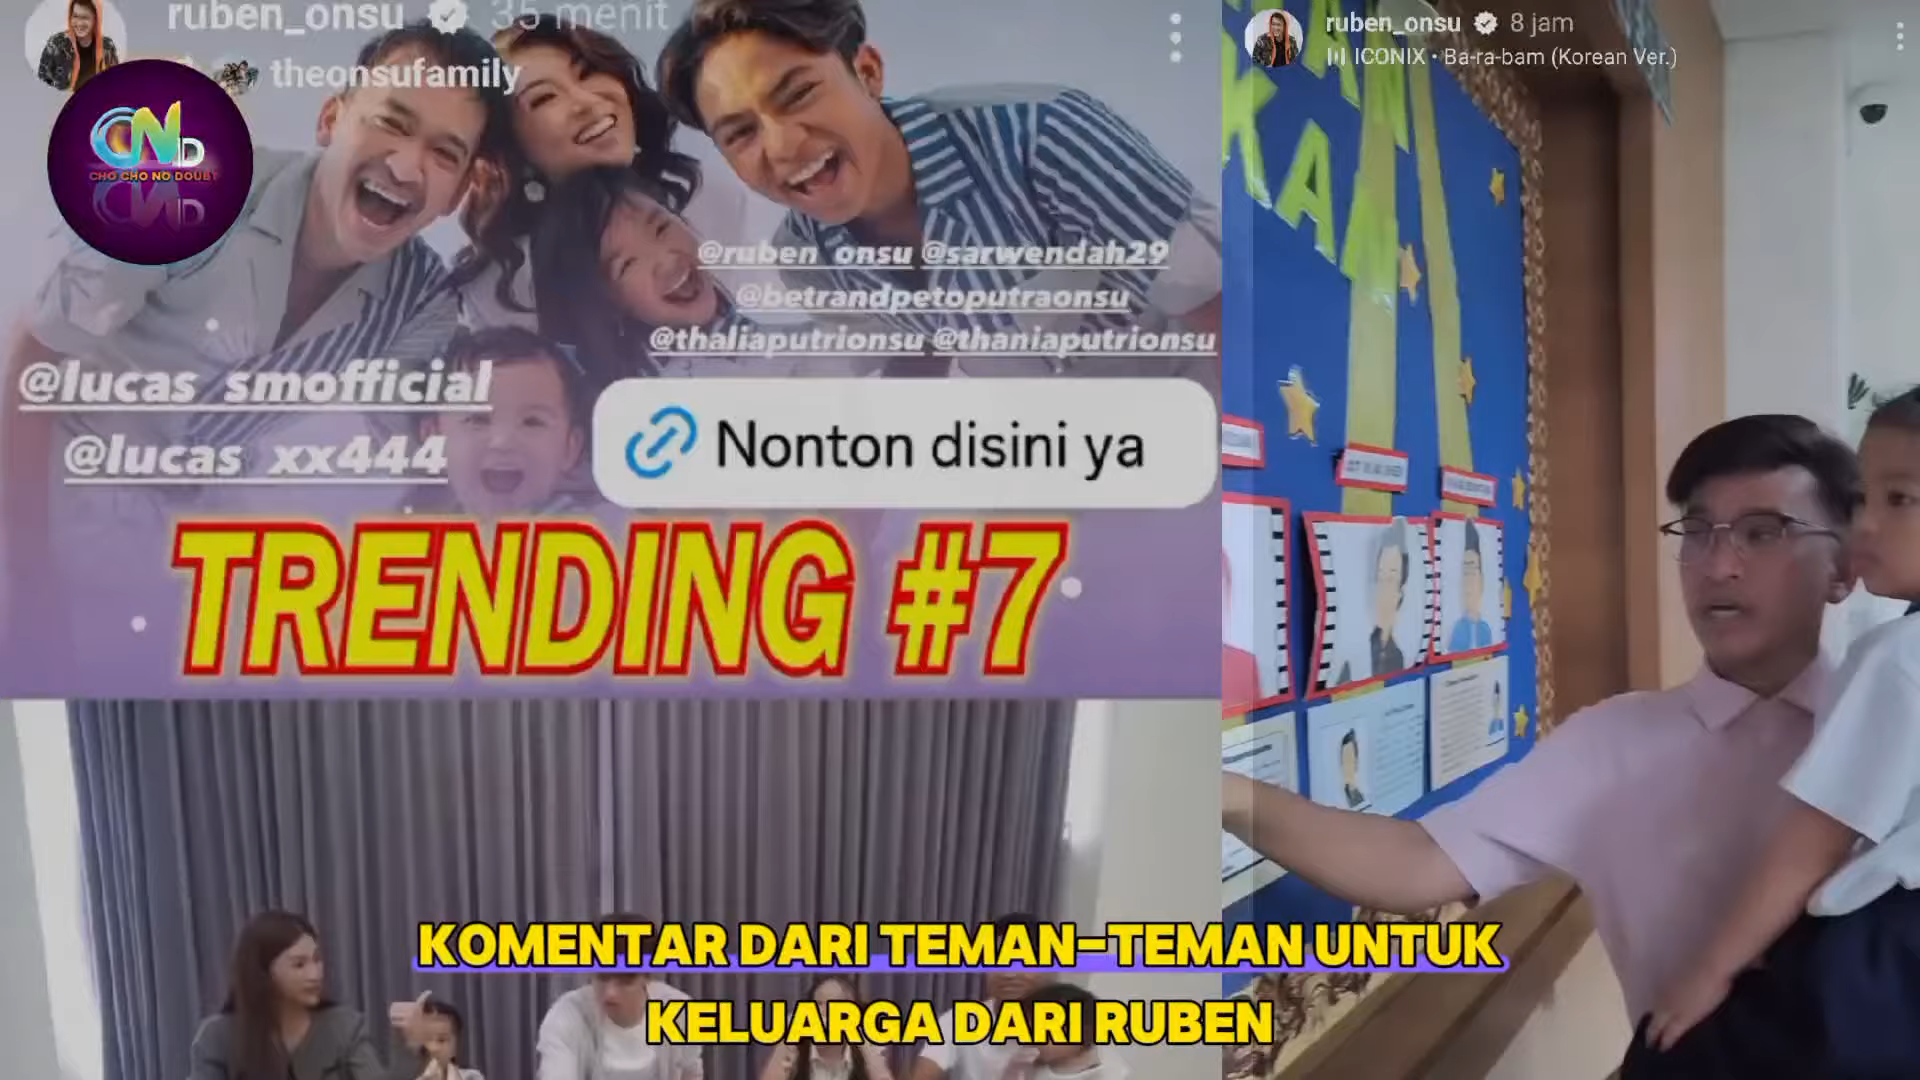 ruben_onsu 35 menit
theonsufamily
CND
CHO CHO NO DOUBT
@ruben_onsu @sarwendah29
@betrandpetoputraonsu
@thaliaputrionsu @thaniaputrionsu
@lucas_smofficial
@lucas_xx444
Nonton disini ya
TRENDING #7
ruben_onsu 8 jam
ICONIX • Ba-ra-bam (Korean Ver.)
KOMENTAR DARI TEMAN-TEMAN UNTUK
KELUARGA DARI RUBEN